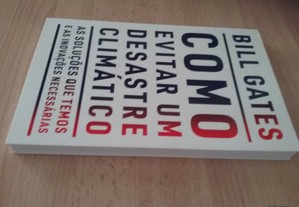 BILL GATES
COMO
EVITAR UM
DESASTRE
CLIMÁTICO
AS SOLUÇÕES QUE TEMOS
E AS INOVAÇÕES NECESSÁRIAS